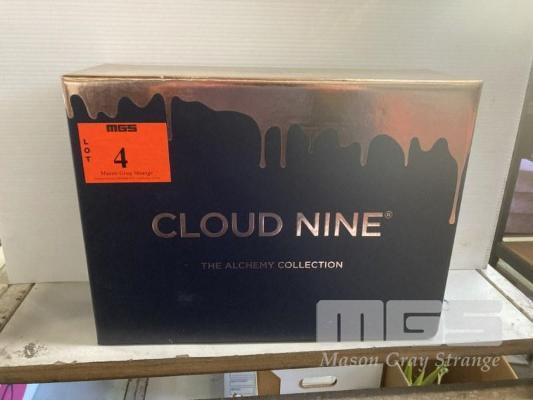 MGS
LOT
4
Mason Gray Strange
CLOUD NINE®
THE ALCHEMY COLLECTION
MGS
Mason Gray Strange